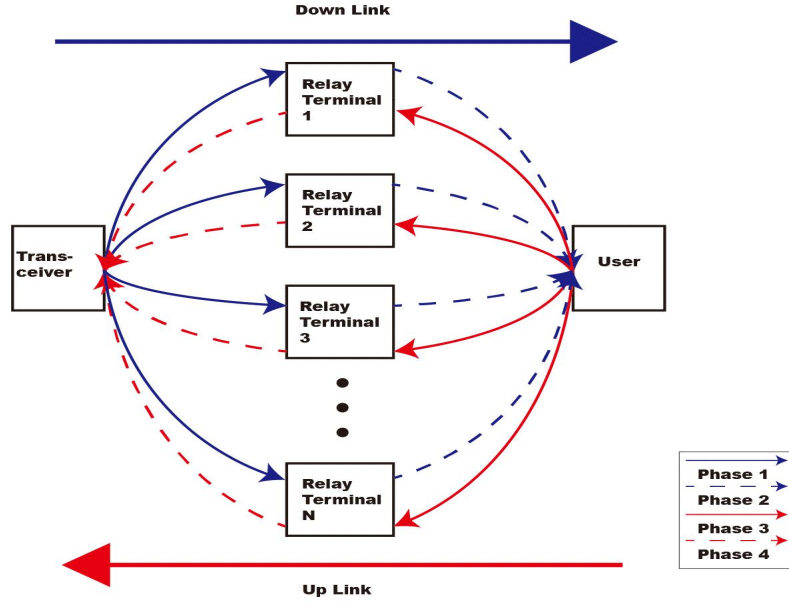 Down Link
Relay
Terminal
1
Relay
Terminal
2
Trans-
ceiver
User
Relay
Terminal
3
Relay
Terminal
N
Phase 1
Phase 2
Phase 3
Phase 4
Up Link